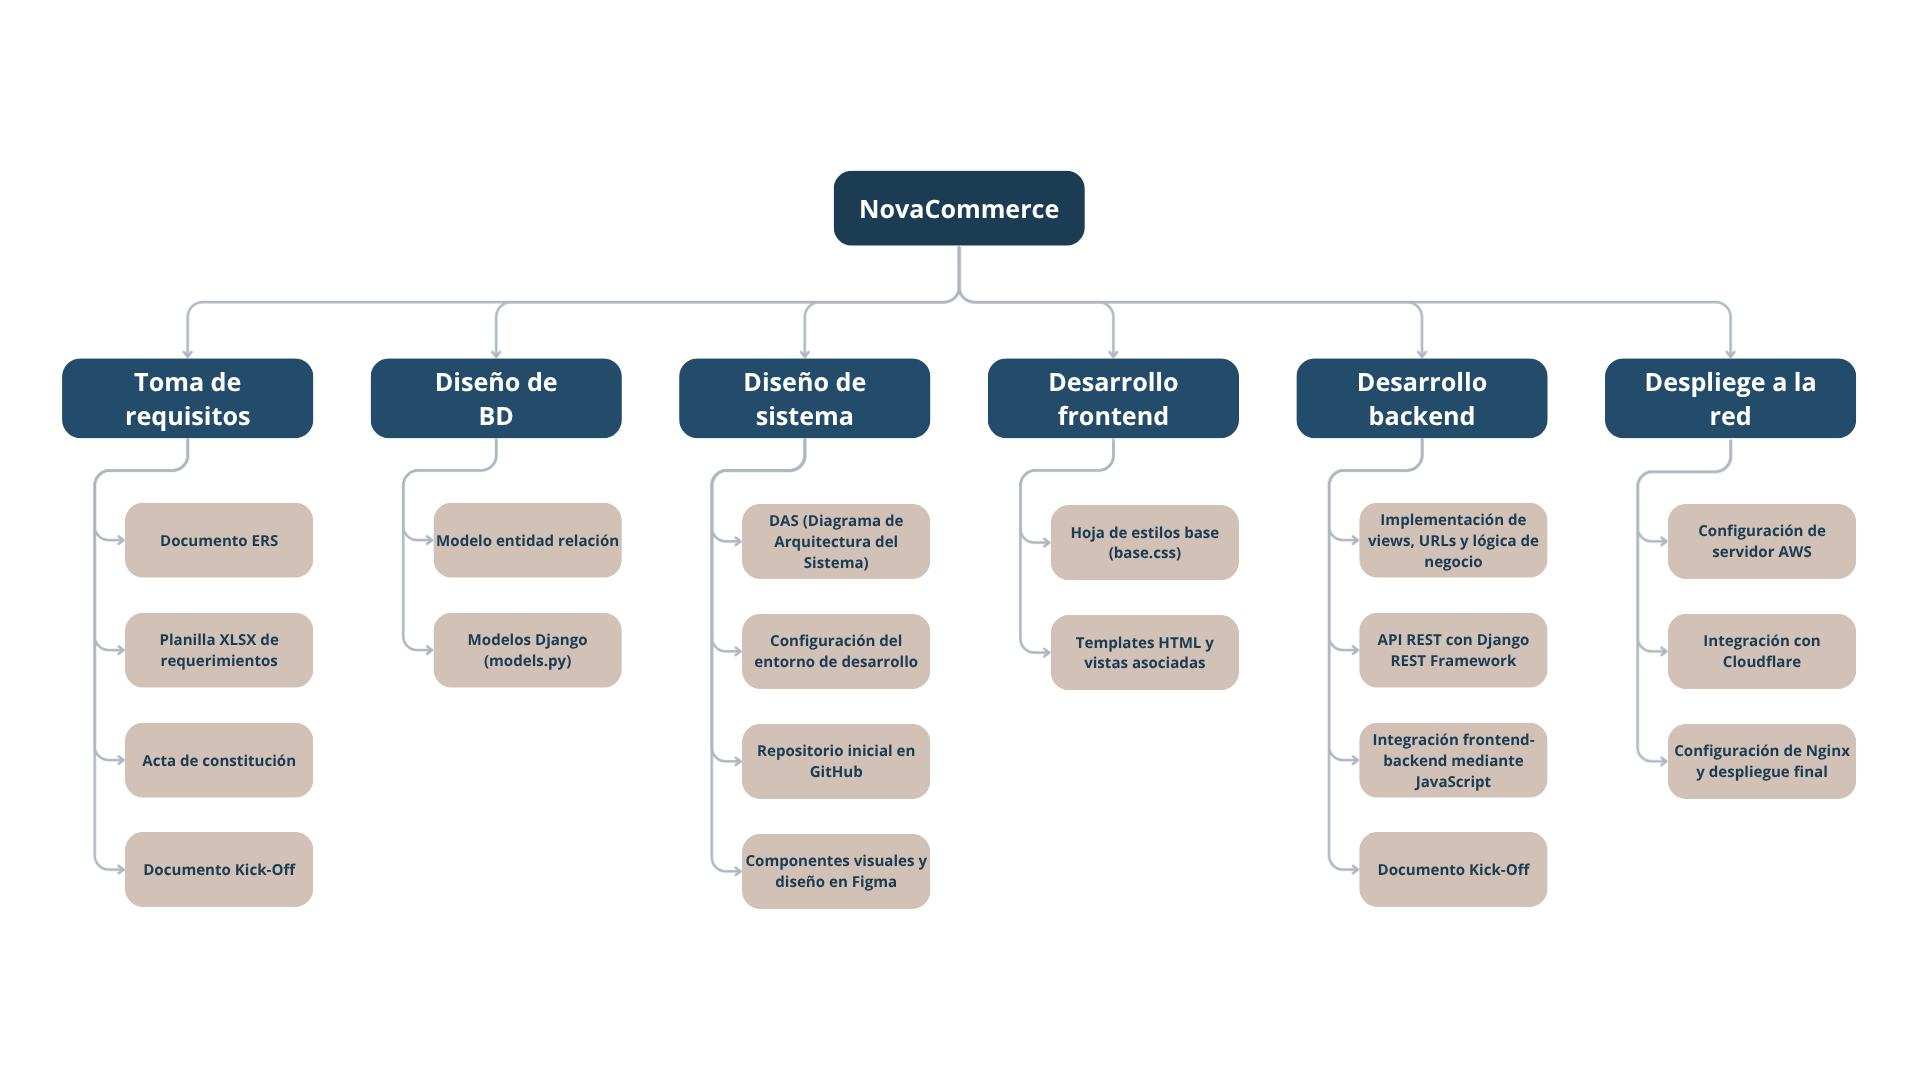 NovaCommerce
Toma de
requisitos
Documento ERS
Planilla XLSX de
requerimientos
Acta de constitución
Documento Kick-Off
Diseño de
BD
Modelo entidad relación
Modelos Django
(models.py)
Diseño de
sistema
DAS (Diagrama de
Arquitectura del
Sistema)
Configuración del
entorno de desarrollo
Repositorio inicial en
GitHub
Componentes visuales y
diseño en Figma
Desarrollo
frontend
Hoja de estilos base
(base.css)
Templates HTML y
vistas asociadas
Desarrollo
backend
Implementación de
views, URLs y lógica de
negocio
API REST con Django
REST Framework
Integración frontend-
backend mediante
JavaScript
Documento Kick-Off
Despliege a la
red
Configuración de
servidor AWS
Integración con
Cloudflare
Configuración de Nginx
y despliegue final